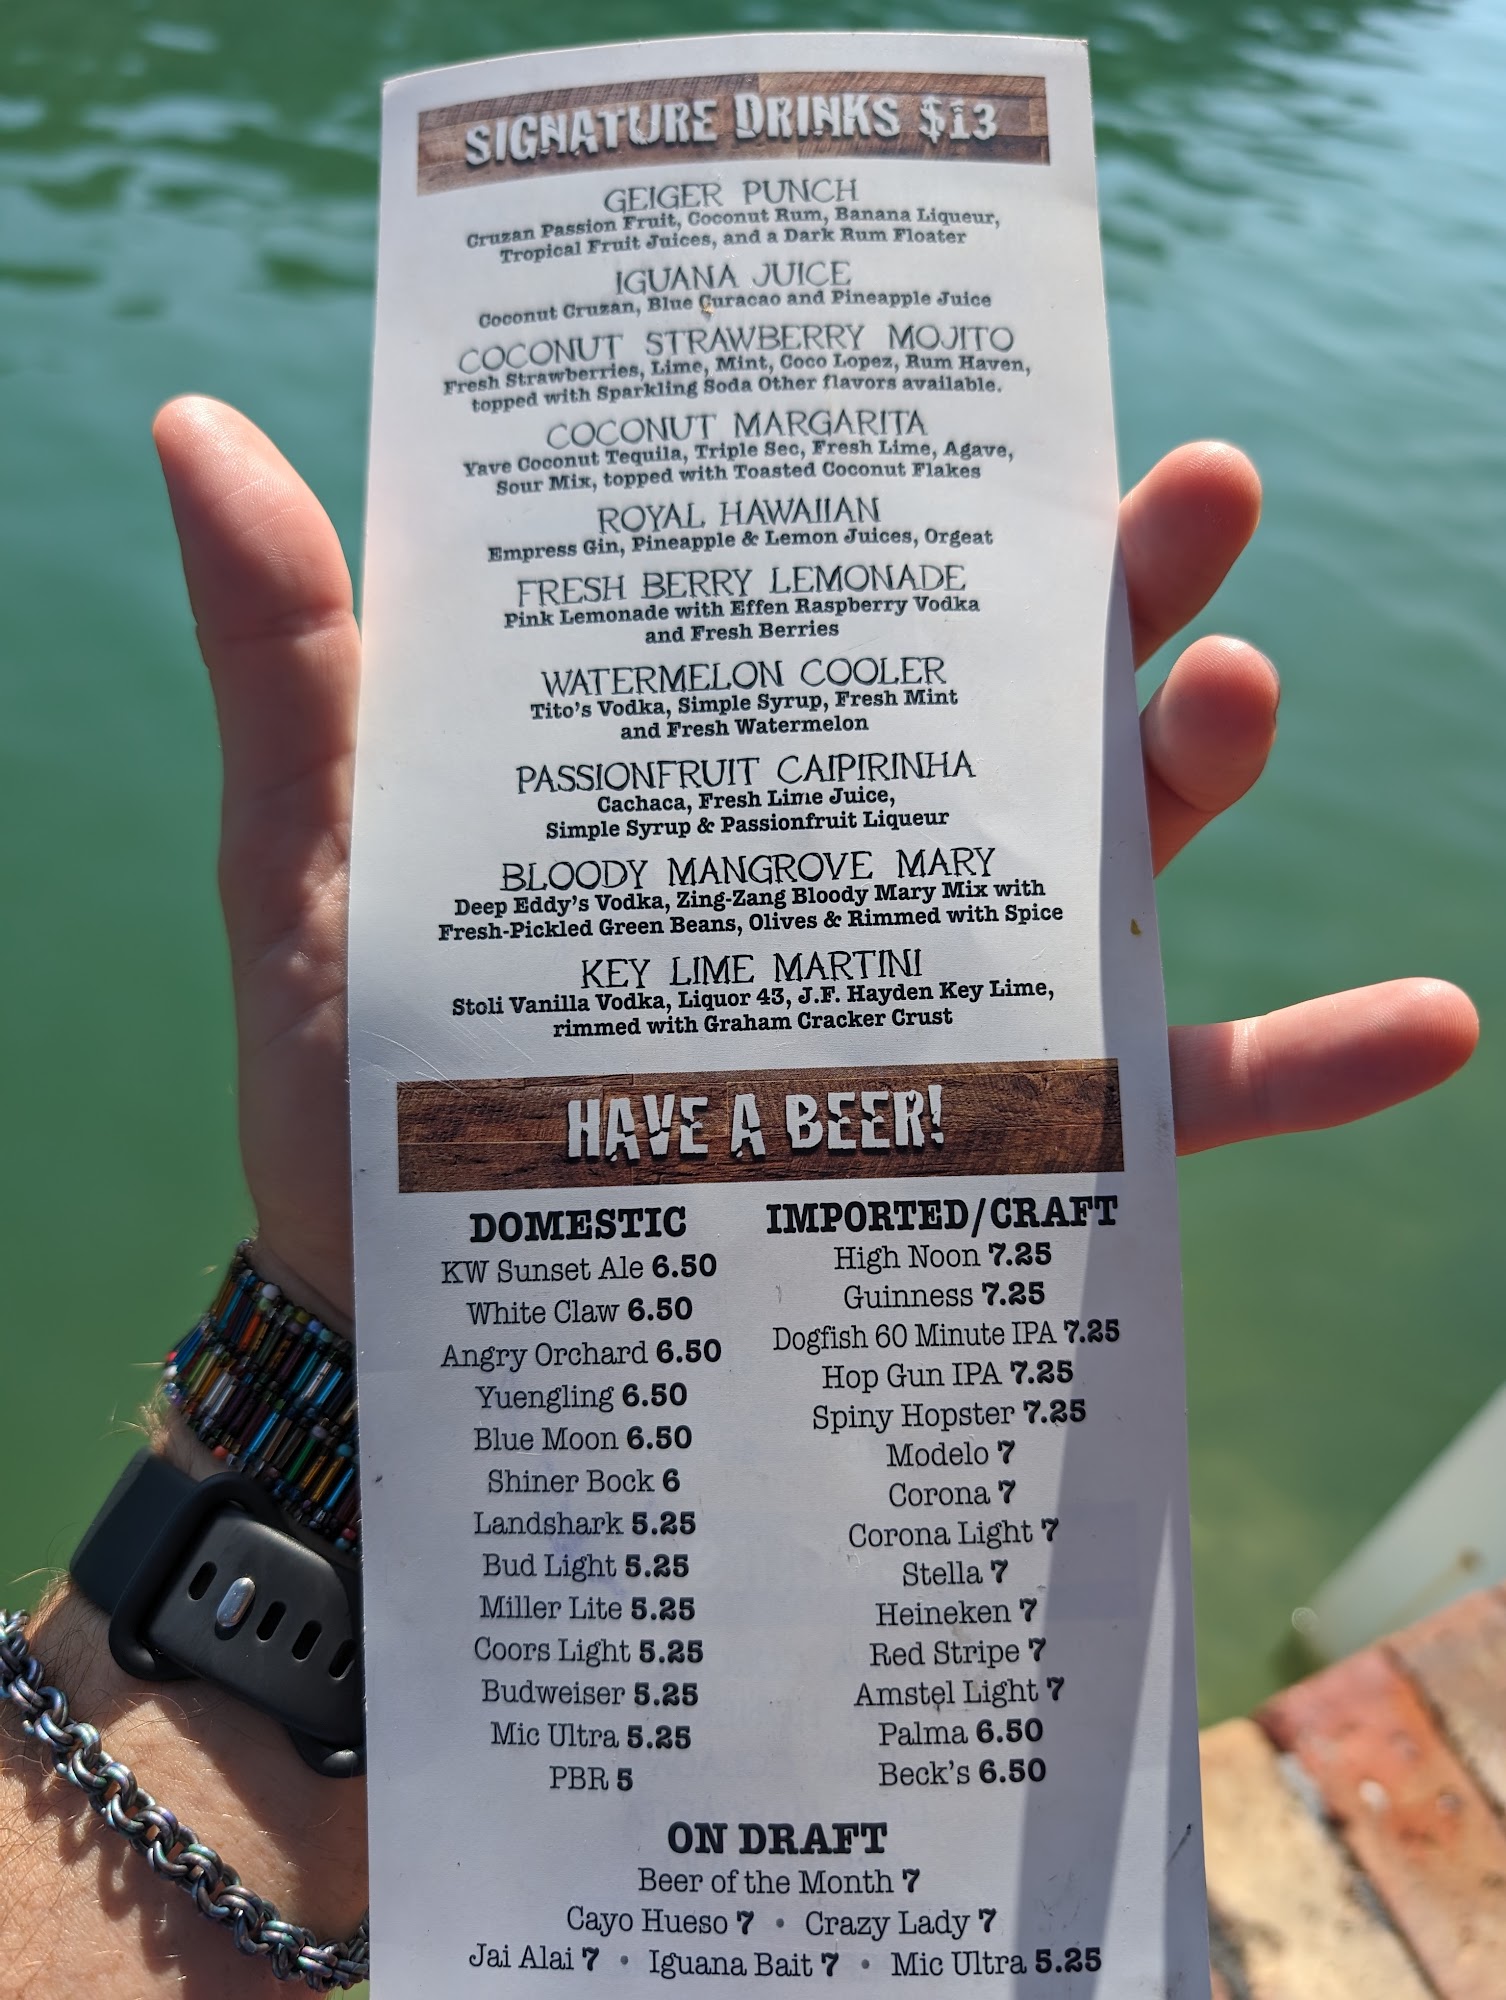 SIGNATURE DRINKS $13
GEIGER PUNCH
Cruzan Passion Fruit, Coconut Rum, Banana Liqueur,
Tropical Fruit Juices, and a Dark Rum Floater
IGUANA JUICE
Coconut Cruzan, Blue Curacao and Pineapple Juice
COCONUT STRAWBERRY MOJITO
Fresh Strawberries, Lime, Mint, Coco Lopez, Rum Haven,
topped with Sparkling Soda Other flavors available.
COCONUT MARGARITA
Yave Coconut Tequila, Triple Sec, Fresh Lime, Agave,
Sour Mix, topped with Toasted Coconut Flakes
ROYAL HAWAIIAN
Empress Gin, Pineapple & Lemon Juices, Orgeat
FRESH BERRY LEMONADE
Pink Lemonade with Effen Raspberry Vodka
and Fresh Berries
WATERMELON COOLER
Tito's Vodka, Simple Syrup, Fresh Mint
and Fresh Watermelon
PASSIONFRUIT CAIPIRINHA
Cachaca, Fresh Lime Juice,
Simple Syrup & Passionfruit Liqueur
BLOODY MANGROVE MARY
Deep Eddy's Vodka, Zing-Zang Bloody Mary Mix with
Fresh-Pickled Green Beans, Olives & Rimmed with Spice
KEY LIME MARTINI
Stoli Vanilla Vodka, Liquor 43, J.F. Hayden Key Lime,
rimmed with Graham Cracker Crust
HAVE A BEER!
DOMESTIC
KW Sunset Ale 6.50
White Claw 6.50
Angry Orchard 6.50
Yuengling 6.50
Blue Moon 6.50
Shiner Bock 6
Landshark 5.25
Bud Light 5.25
Miller Lite 5.25
Coors Light 5.25
Budweiser 5.25
Mic Ultra 5.25
PBR 5
IMPORTED/CRAFT
High Noon 7.25
Guinness 7.25
Dogfish 60 Minute IPA 7.25
Hop Gun IPA 7.25
Spiny Hopster 7.25
Modelo 7
Corona 7
Corona Light 7
Stella 7
Heineken 7
Red Stripe 7
Amstel Light 7
Palma 6.50
Beck's 6.50
ON DRAFT
Beer of the Month 7
Cayo Hueso 7 • Crazy Lady 7
Jai Alai 7 • Iguana Bait 7 • Mic Ultra 5.25